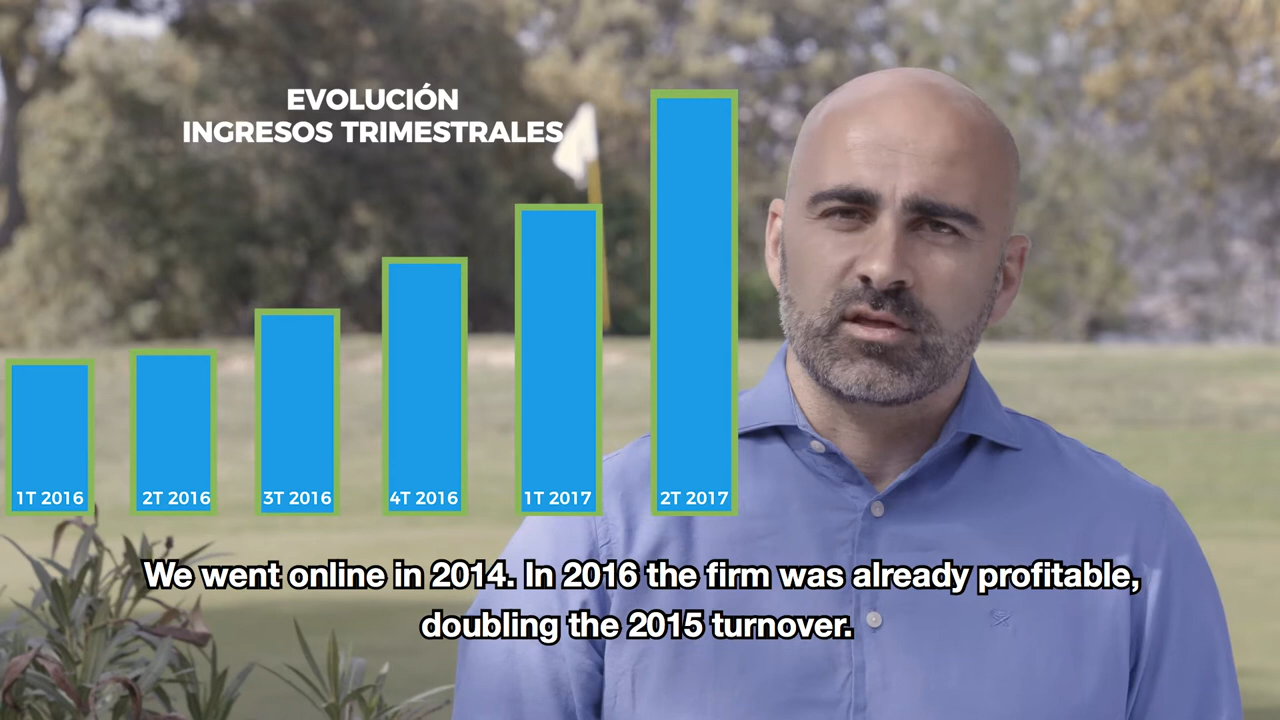 EVOLUCIÓN
INGRESOS TRIMESTRALES
1T 2016
2T 2016
3T 2016
4T 2016
1T 2017
2T 2017
We went online in 2014. In 2016 the firm was already profitable,
doubling the 2015 turnover.